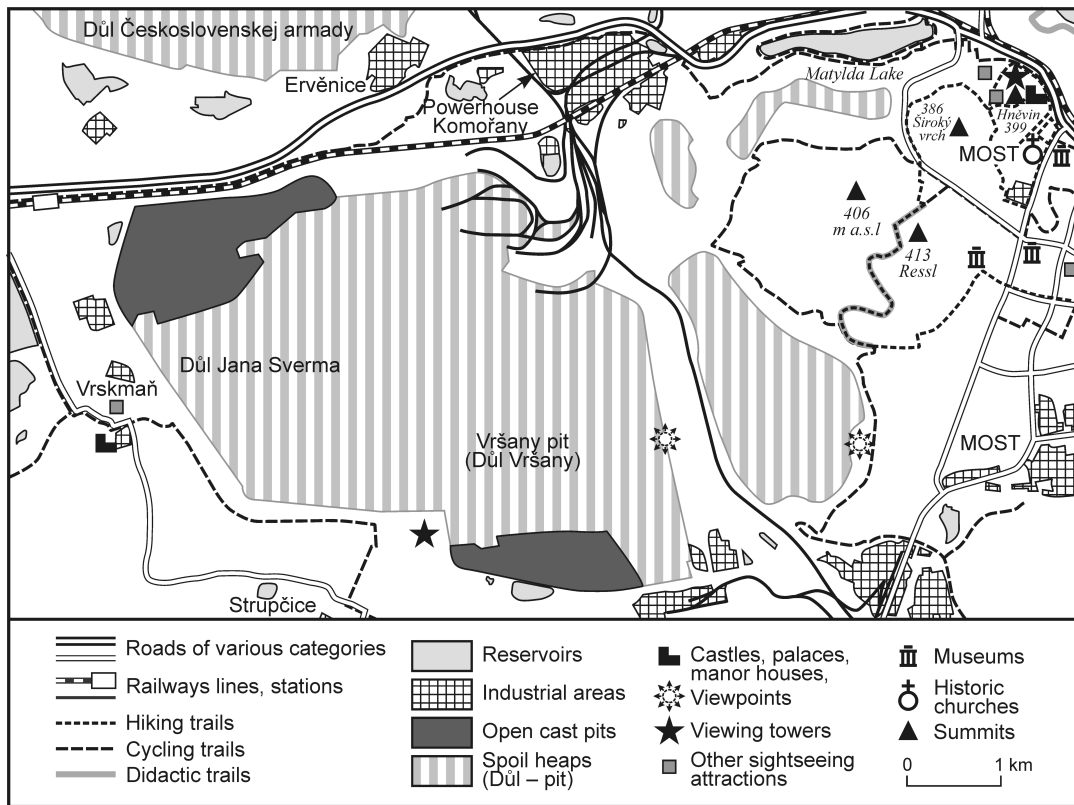 Důl Československej armady
Ervěnice
Powerhouse
Komořany
Matylda Lake
386
Široký
vrch
Hněvin
399
MOST
406
m a.s.l
413
Ressl
Důl Jana Sverma
Vrskmaň
Vršany pit
(Důl Vršany)
MOST
Strupčice
Roads of various categories
Railways lines, stations
Hiking trails
Cycling trails
Didactic trails
Reservoirs
Industrial areas
Open cast pits
Spoil heaps
(Důl – pit)
Castles, palaces,
manor houses,
Viewpoints
Viewing towers
Other sightseeing
attractions
Museums
Historic
churches
Summits
0 1 km